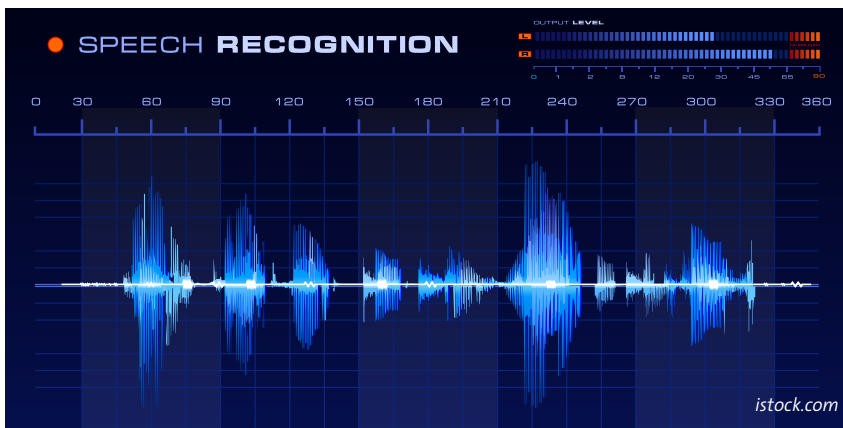 OUTPUT LEVEL
SPEECH RECOGNITION
L
R
0 1 2 8 12 20 30 45 65 90
0 30 60 90 120 150 180 210 240 270 300 330 360
istock.com